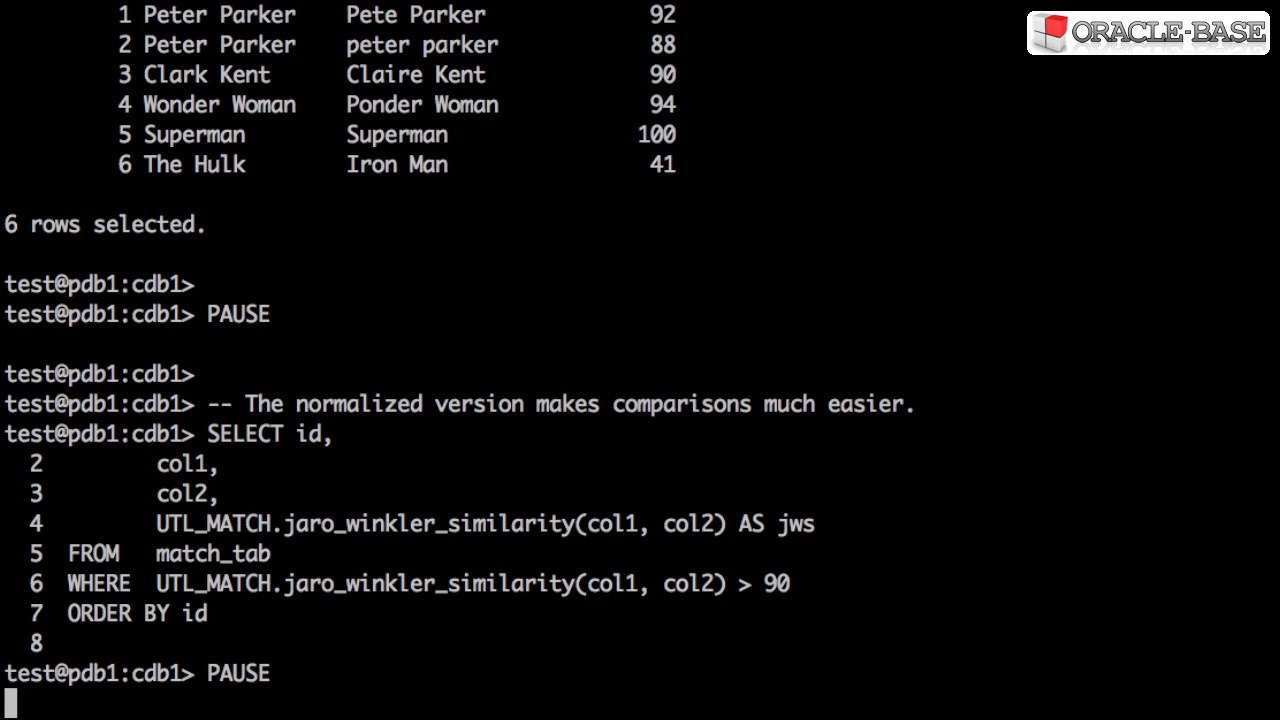 1 Peter Parker    Pete Parker    92
ORACLE-BASE
2 Peter Parker    peter parker    88
3 Clark Kent    Claire Kent    90
4 Wonder Woman    Ponder Woman    94
5 Superman    Superman    100
6 The Hulk    Iron Man    41
6 rows selected.
test@pdb1:cdb1>
test@pdb1:cdb1> PAUSE
test@pdb1:cdb1>
test@pdb1:cdb1> -- The normalized version makes comparisons much easier.
test@pdb1:cdb1> SELECT id,
2         col1,
3         col2,
4         UTL_MATCH.jaro_winkler_similarity(col1, col2) AS jws
5  FROM   match_tab
6  WHERE  UTL_MATCH.jaro_winkler_similarity(col1, col2) > 90
7  ORDER BY id
8
test@pdb1:cdb1> PAUSE